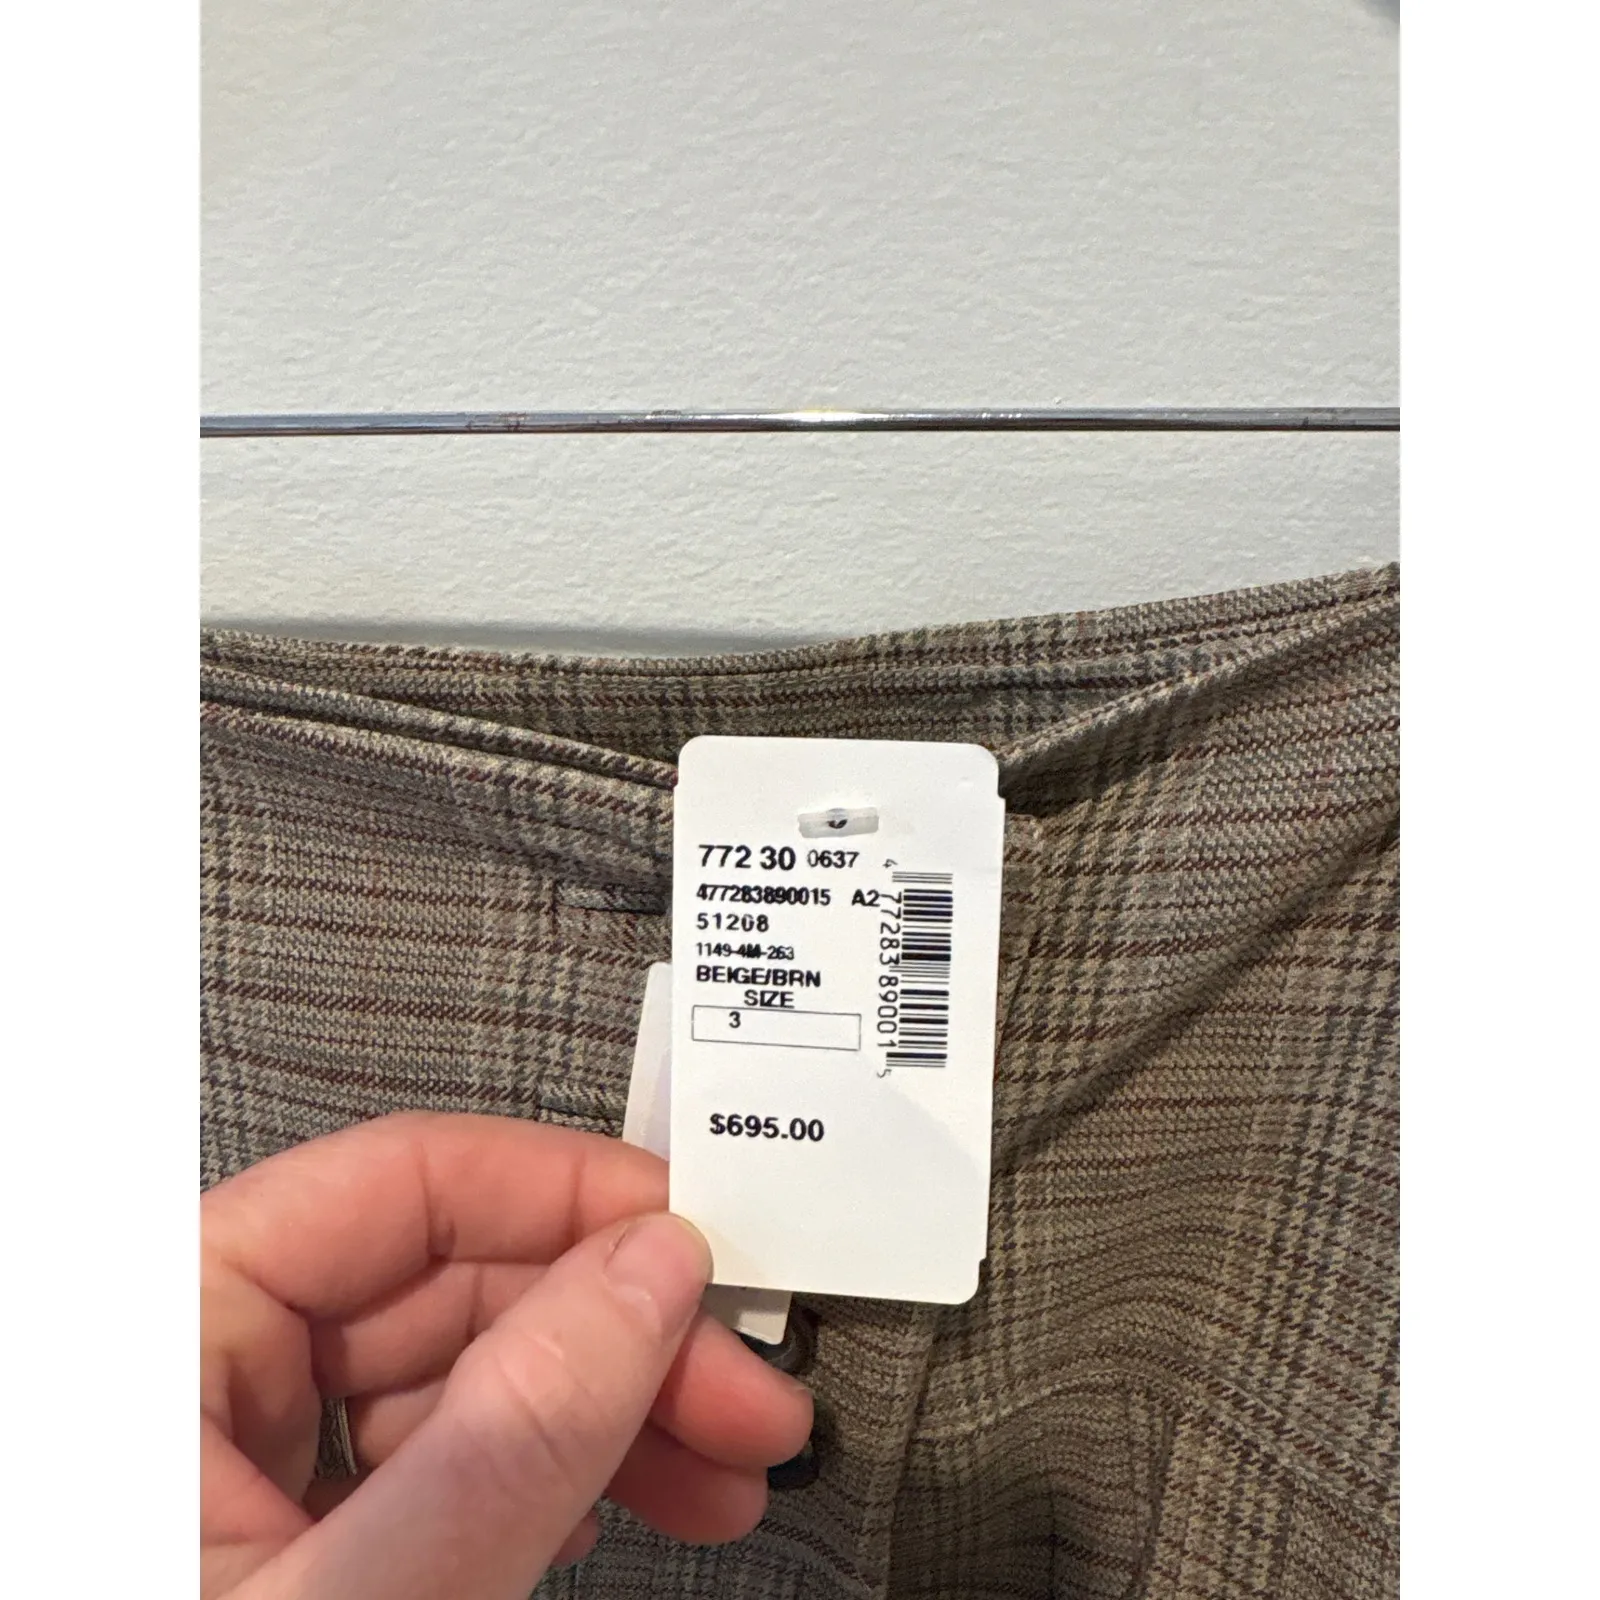 772 30 0637
477283890015 A2
51208
1149-4M-263
BEIGE/BRN
SIZE
3
$695.00
4 77283 89001 5